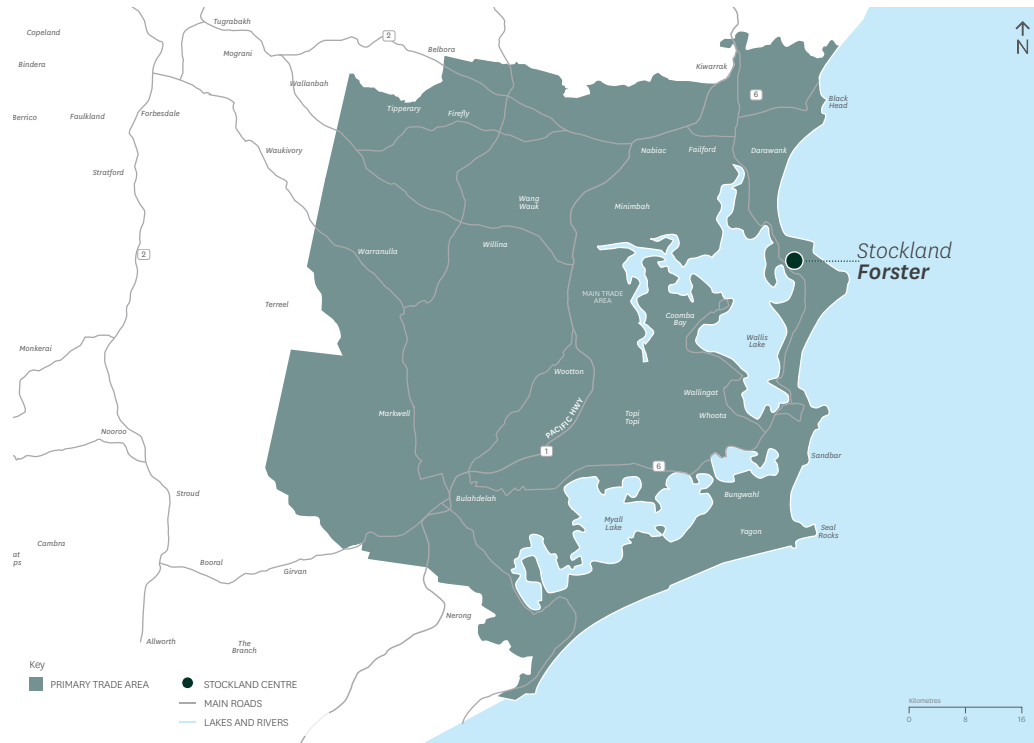 Tugrabakh
Copeland
2
Mograni
Belbora
N
Bindera
Kiwarrak
Wallanbah
6
Black
Head
Tipperary
Firefly
Berrico
Faulkland
Forbesdale
Waukivory
Nabiac
Failford
Darawank
Stratford
Wang
Wauk
Minimbah
Willina
Warranulla
2
Stockland
Forster
MAIN TRADE
AREA
Terreel
Coomba
Bay
Wallis
Lake
Monkerai
Wootton
Wallingat
Markwell
PACIFIC HWY
Topi
Topi
Whoota
Nooroo
1
6
Sandbar
Stroud
Bulahdelah
Bungwahl
Myall
Lake
Yagon
Seal
Rocks
Cambra
at
ps
Booral
Girvan
Nerong
Allworth
The
Branch
Key
PRIMARY TRADE AREA
STOCKLAND CENTRE
MAIN ROADS
LAKES AND RIVERS
Kilometres
0 8 16